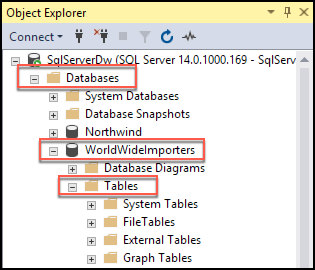 Object Explorer
Connect
SqlServerDw (SQL Server 14.0.1000.169 - SqlServ
Databases
System Databases
Database Snapshots
Northwind
WorldWideImporters
Database Diagrams
Tables
System Tables
FileTables
External Tables
Graph Tables